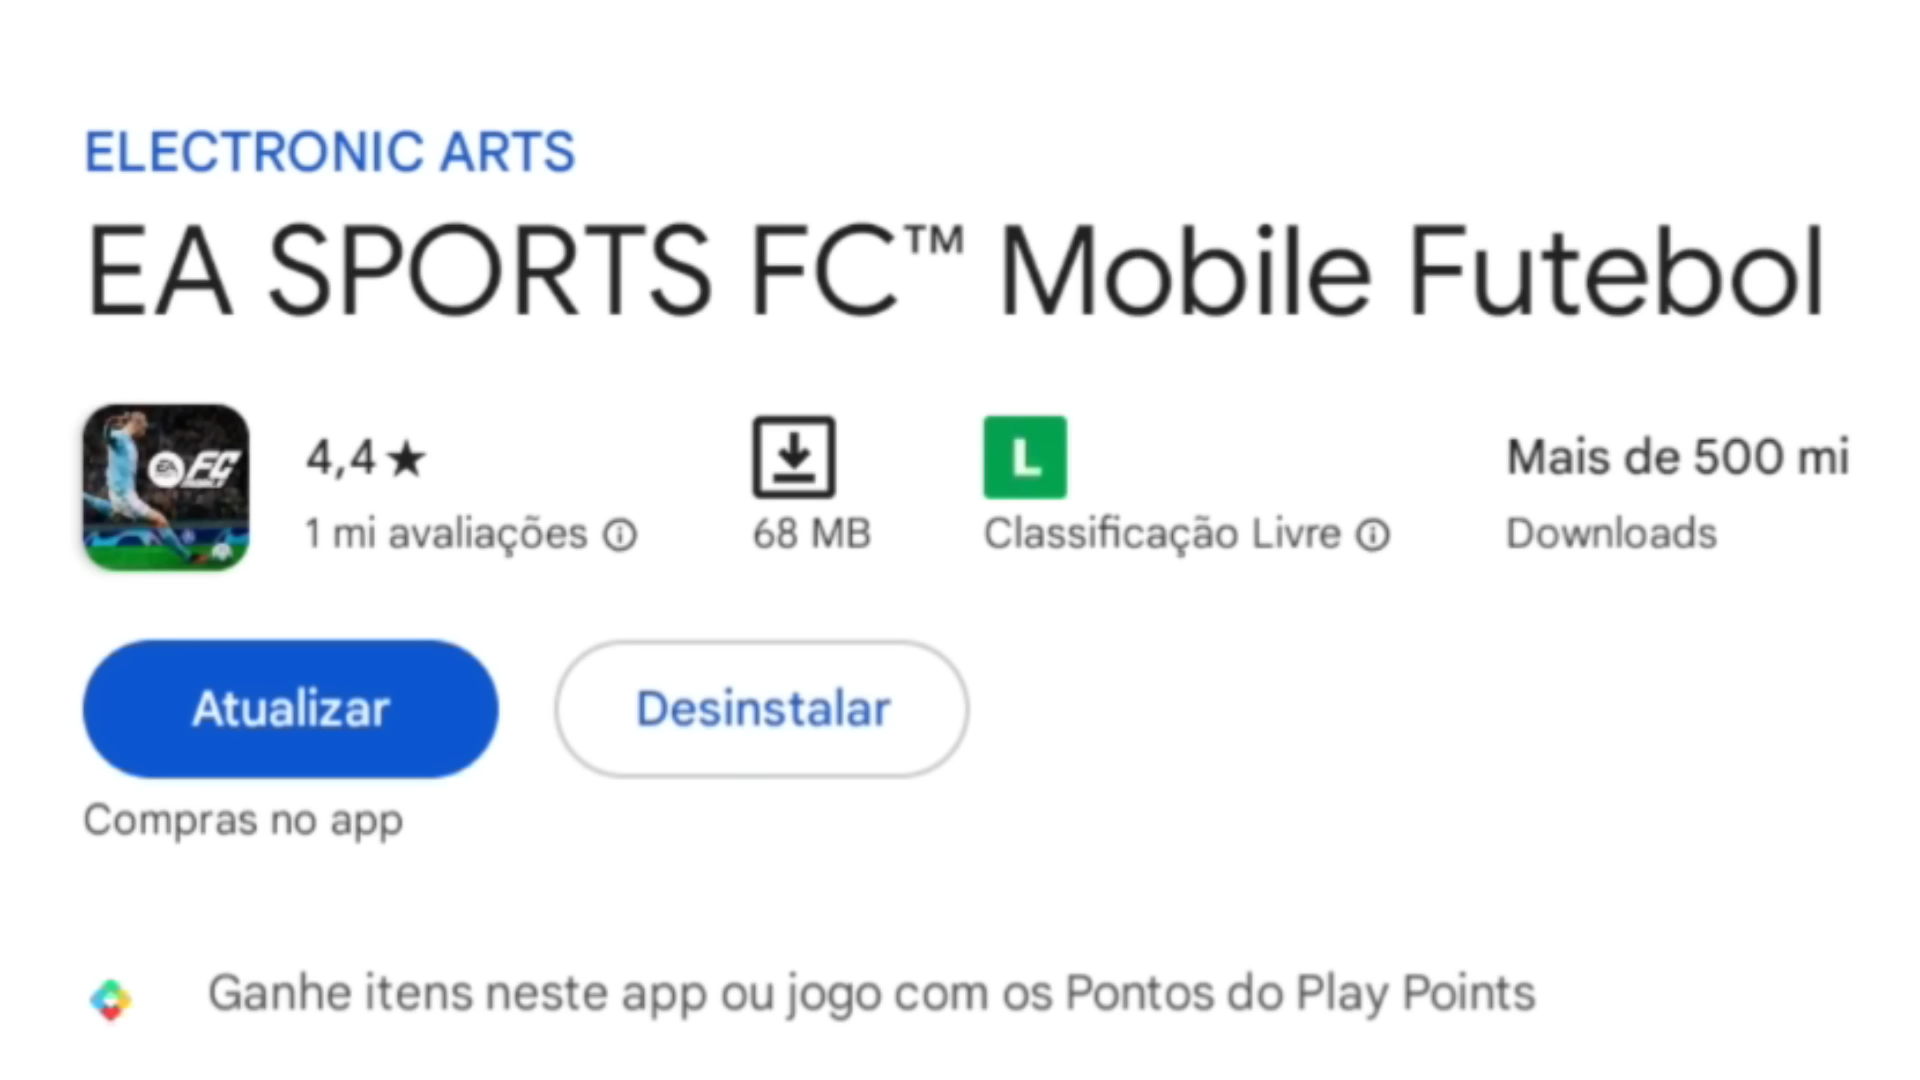 ELECTRONIC ARTS
EA SPORTS FC™ Mobile Futebol
EA FC
4,4★
1 mi avaliações
68 MB
L
Classificação Livre
Mais de 500 mi
Downloads
Atualizar
Desinstalar
Compras no app
Ganhe itens neste app ou jogo com os Pontos do Play Points